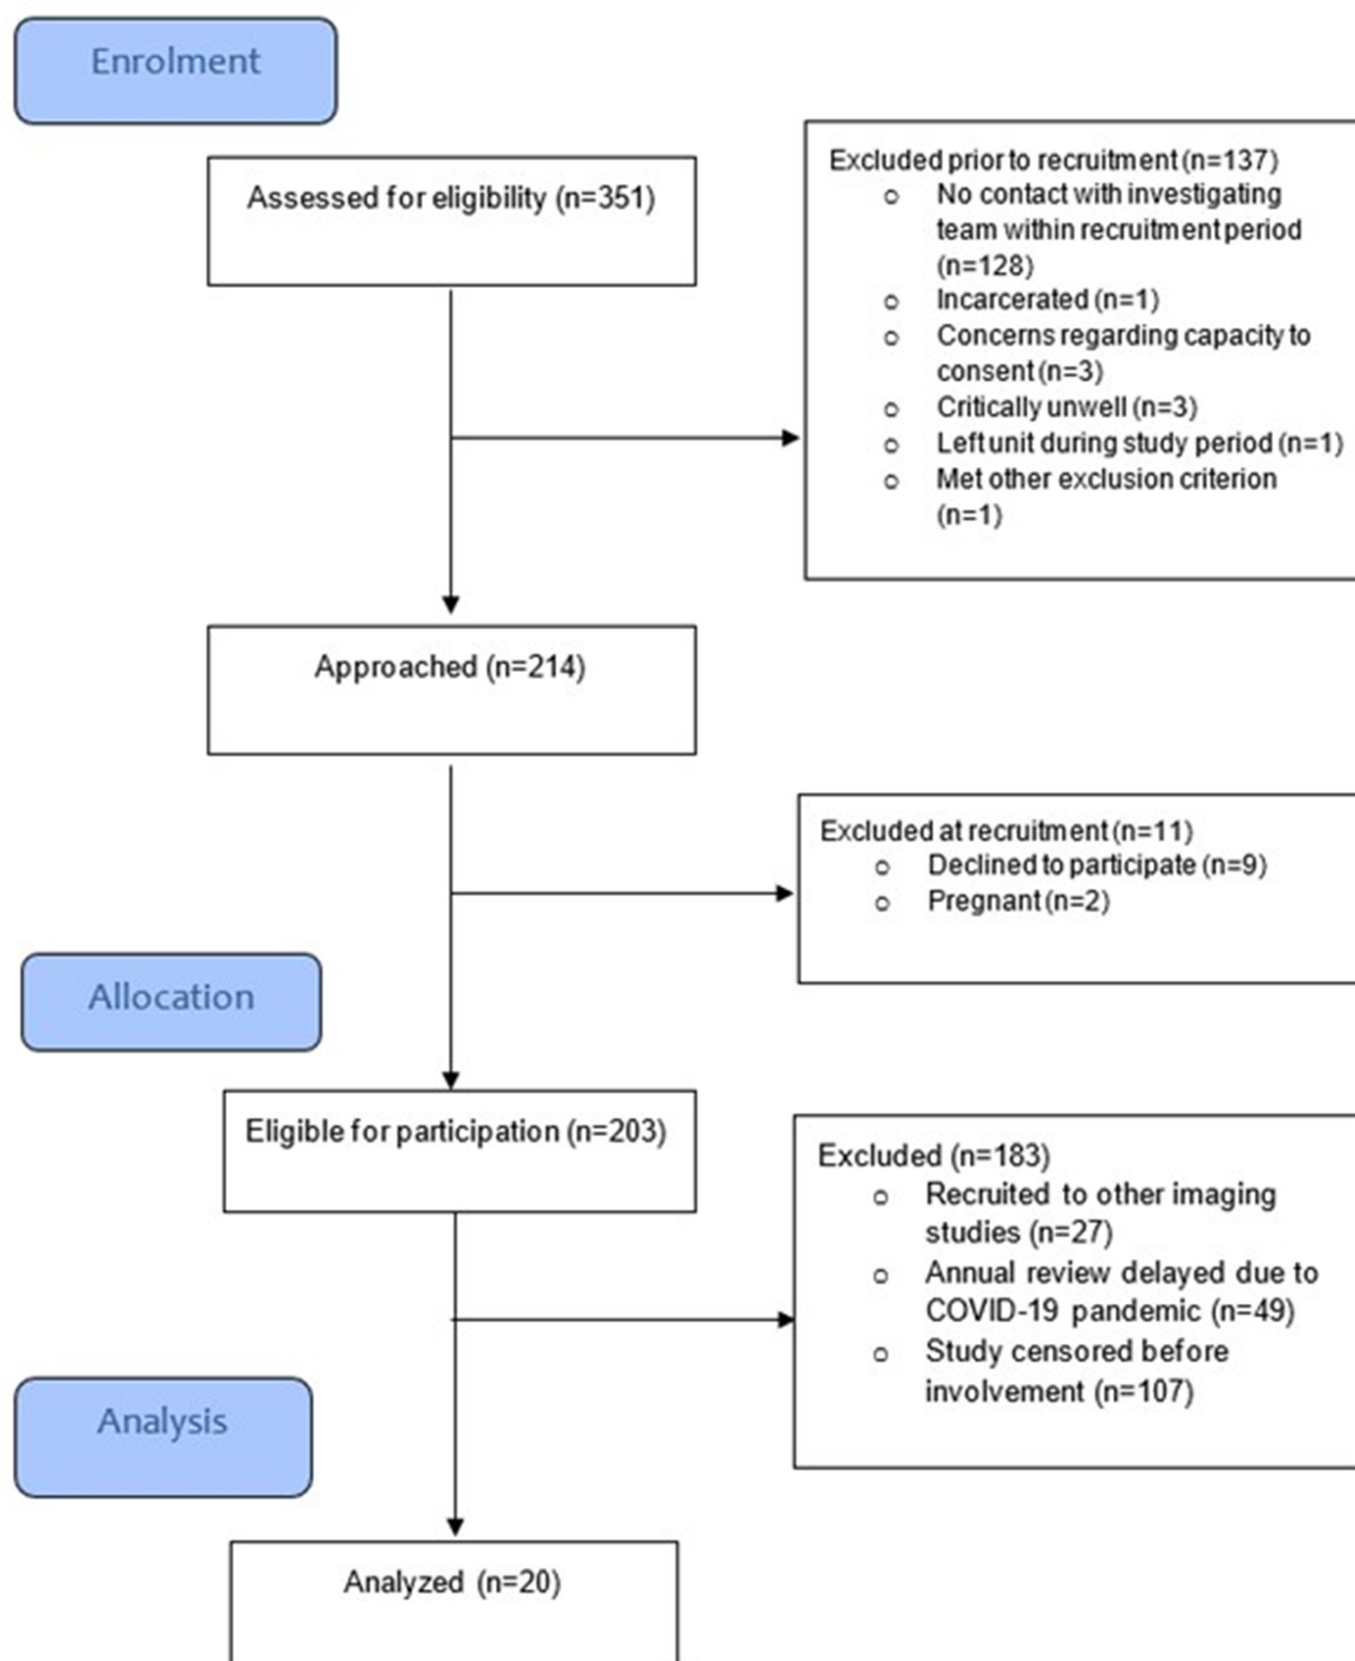 Enrolment
Assessed for eligibility (n=351)
Excluded prior to recruitment (n=137)
o No contact with investigating
team within recruitment period
(n=128)
o Incarcerated (n=1)
o Concerns regarding capacity to
consent (n=3)
o Critically unwell (n=3)
o Left unit during study period (n=1)
o Met other exclusion criterion
(n=1)
Approached (n=214)
Excluded at recruitment (n=11)
o Declined to participate (n=9)
o Pregnant (n=2)
Allocation
Eligible for participation (n=203)
Excluded (n=183)
o Recruited to other imaging
studies (n=27)
o Annual review delayed due to
COVID-19 pandemic (n=49)
o Study censored before
involvement (n=107)
Analysis
Analyzed (n=20)